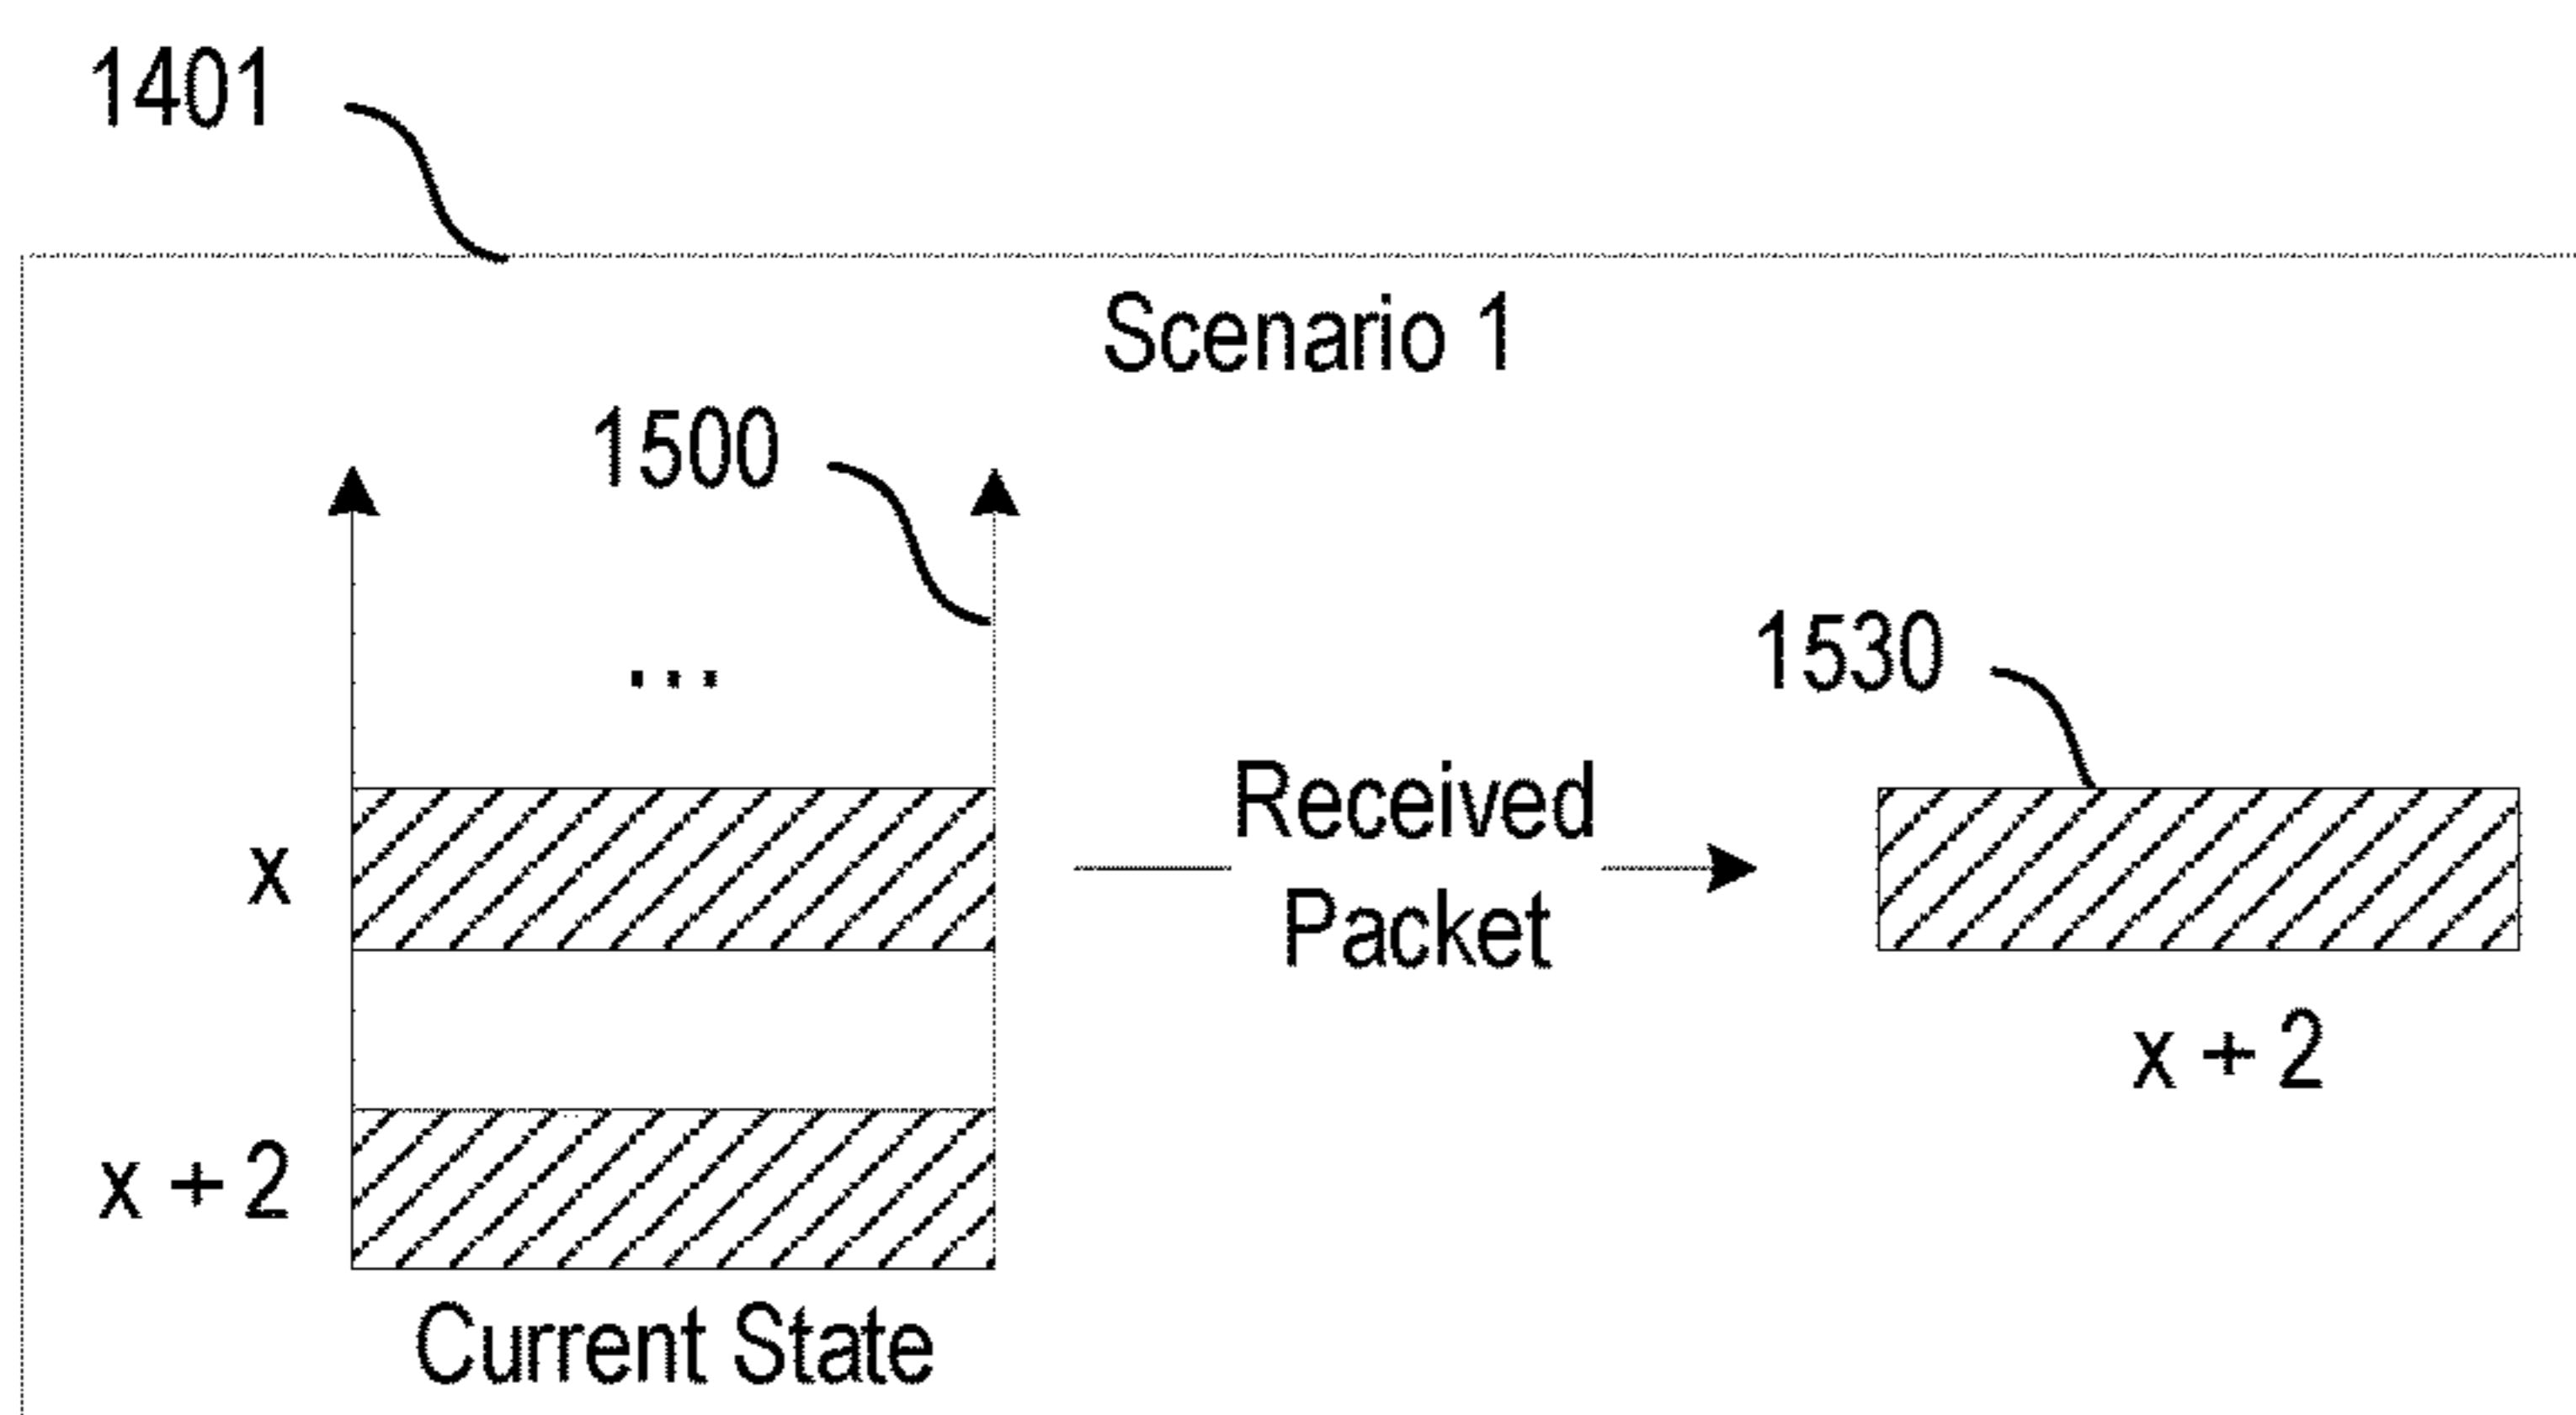 1401
Scenario 1
1500
...
1530
Received
Packet
x
x + 2
x + 2
Current State